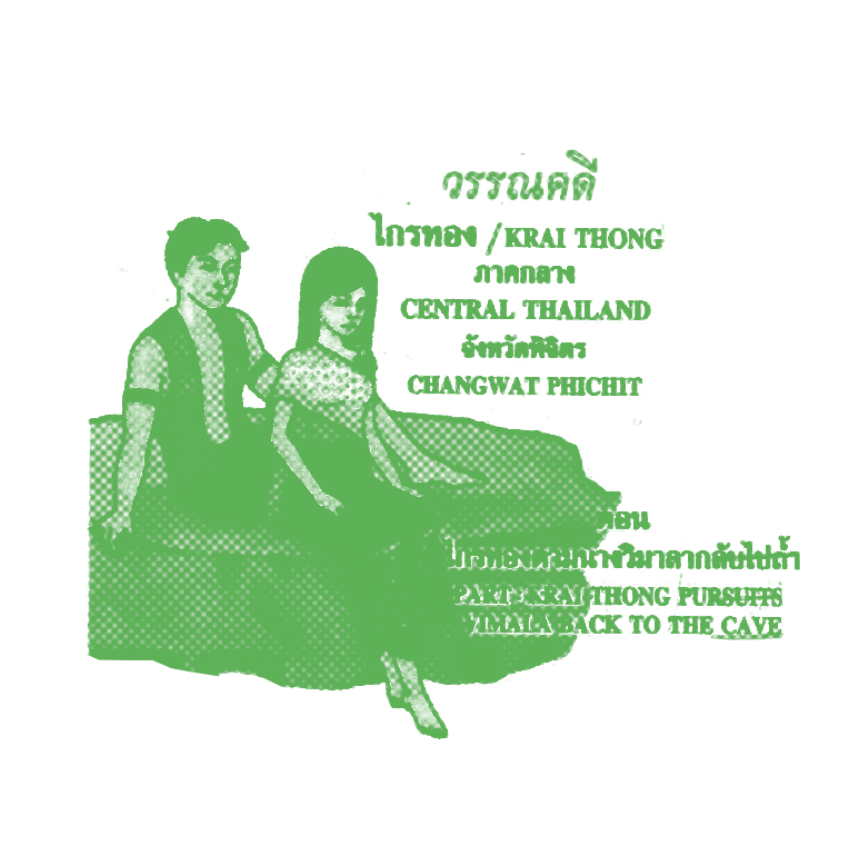 วรรณคดี
ไกรทอง / KRAI THONG
ภาคกลาง
CENTRAL THAILAND
จังหวัดพิจิตร
CHANGWAT PHICHIT
ตอน
ไกรทองตามนางวิมาลากลับไปถ้ำ
PART: KRAI THONG PURSUITS
VIMALA BACK TO THE CAVE